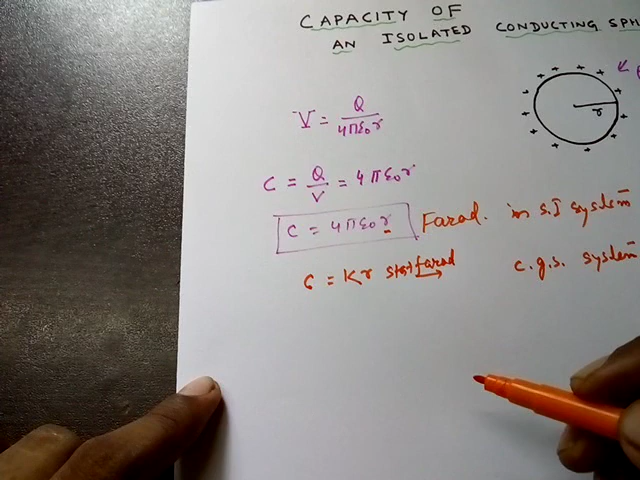 CAPACITY OF
AN ISOLATED CONDUCTING SPH
V = Q / 4πε₀r
r
C = Q/V = 4πε₀r
C = 4πε₀r Farad. in S.I system
C = Kr statfarad c.g.s. system